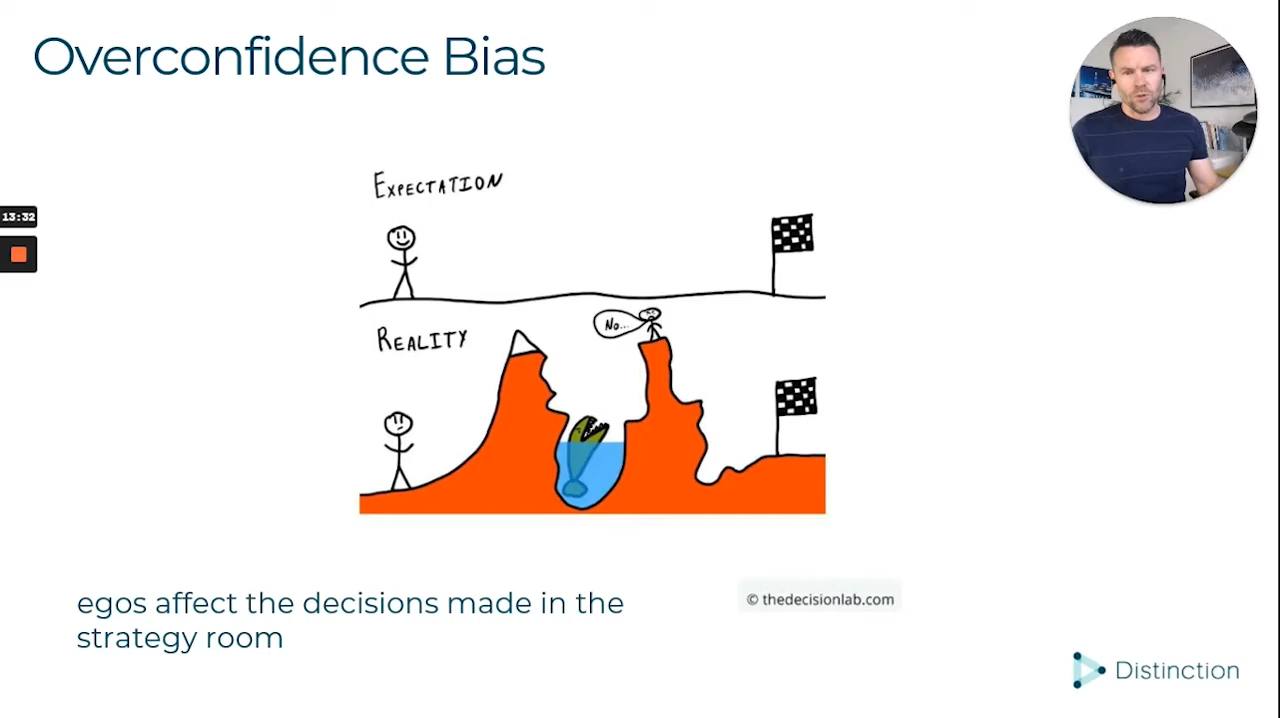 Overconfidence Bias
13:32
EXPECTATION
REALITY
No...
egos affect the decisions made in the
strategy room
© thedecisionlab.com
Distinction